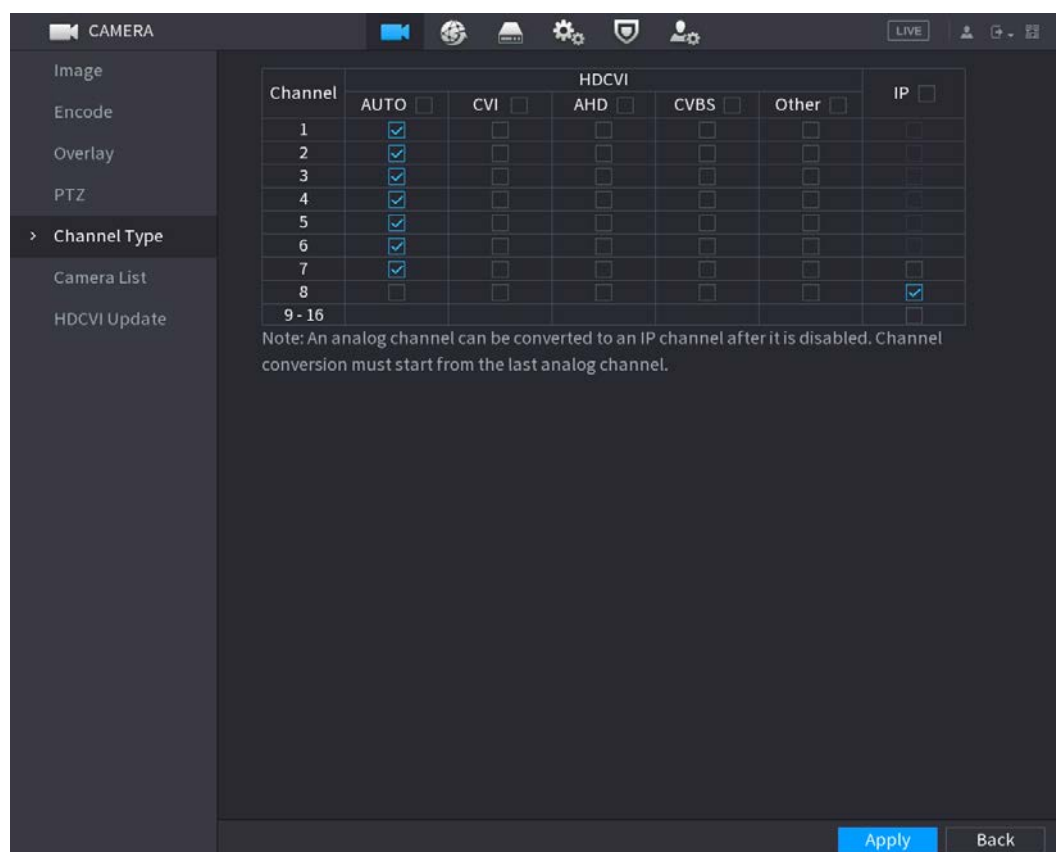 CAMERA
LIVE
Image
Encode
Overlay
PTZ
> Channel Type
Camera List
HDCVI Update
Channel HDCVI IP
AUTO CVI AHD CVBS Other
1
2
3
4
5
6
7
8
9 - 16
Note: An analog channel can be converted to an IP channel after it is disabled. Channel
conversion must start from the last analog channel.
Apply Back